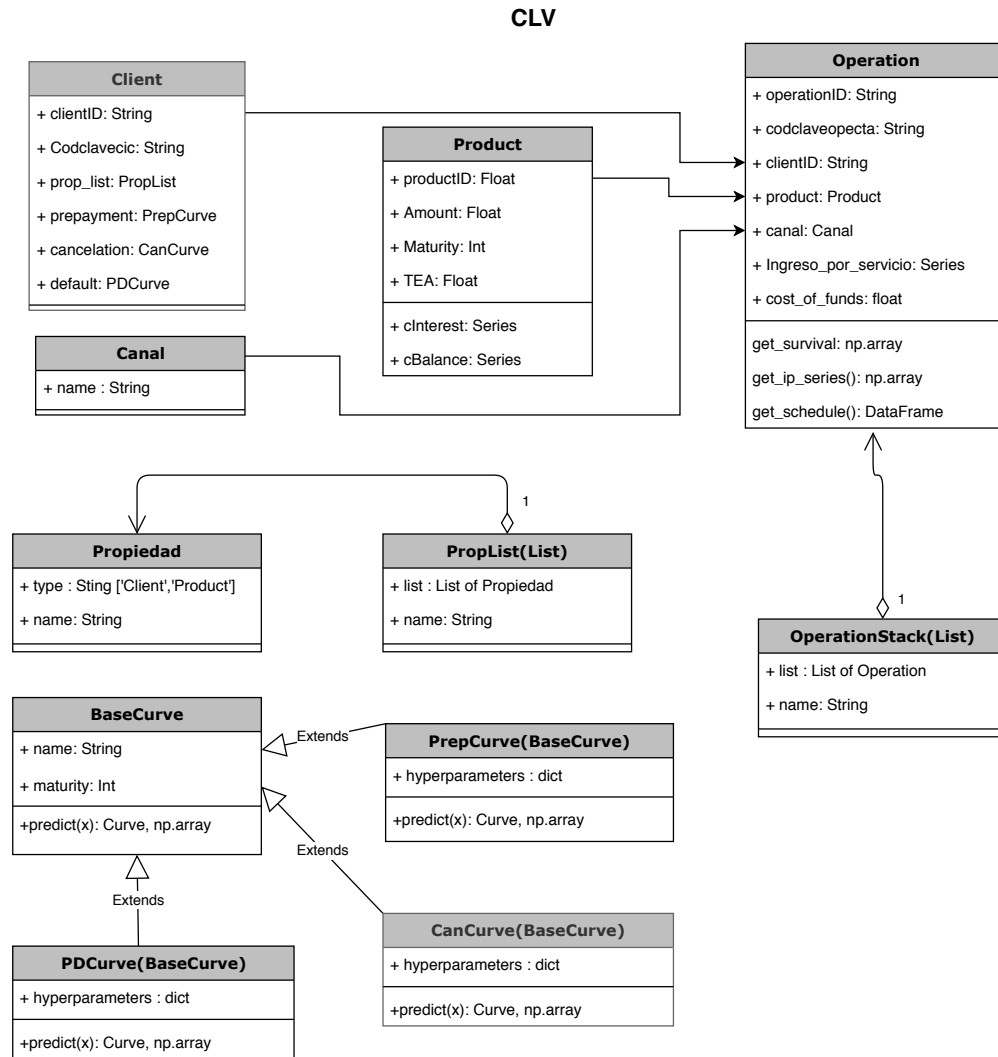 CLV
Client
+ clientID: String
+ Codclavecic: String
+ prop_list: PropList
+ prepayment: PrepCurve
+ cancelation: CanCurve
+ default: PDCurve
Product
+ productID: Float
+ Amount: Float
+ Maturity: Int
+ TEA: Float
+ cInterest: Series
+ cBalance: Series
Operation
+ operationID: String
+ codclaveopecta: String
+ clientID: String
+ product: Product
+ canal: Canal
+ Ingreso_por_servicio: Series
+ cost_of_funds: float
get_survival: np.array
get_ip_series(): np.array
get_schedule(): DataFrame
Canal
+ name : String
1
Propiedad
+ type : Sting ['Client','Product']
+ name: String
PropList(List)
+ list : List of Propiedad
+ name: String
1
OperationStack(List)
+ list : List of Operation
+ name: String
BaseCurve
+ name: String
+ maturity: Int
+predict(x): Curve, np.array
Extends
PrepCurve(BaseCurve)
+ hyperparameters : dict
+predict(x): Curve, np.array
Extends
Extends
CanCurve(BaseCurve)
+ hyperparameters : dict
+predict(x): Curve, np.array
PDCurve(BaseCurve)
+ hyperparameters : dict
+predict(x): Curve, np.array